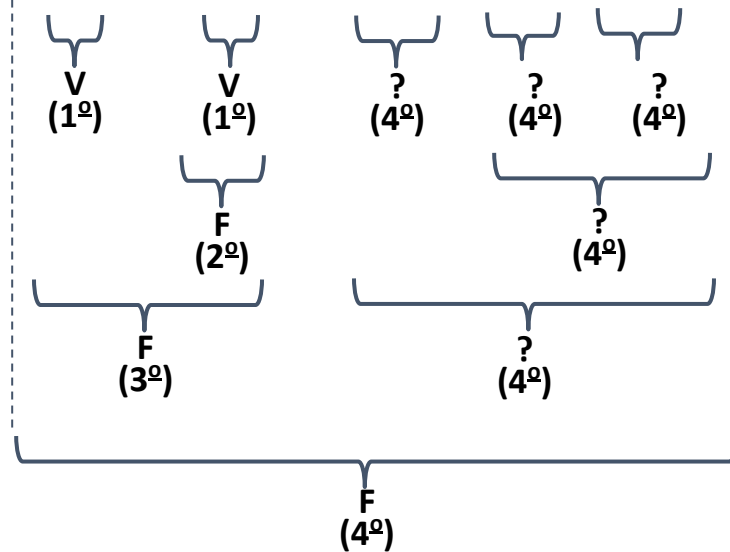 V V ? ? ?
(1º) (1º) (4º) (4º) (4º)
F ?
(2º) (4º)
F ?
(3º) (4º)
F
(4º)